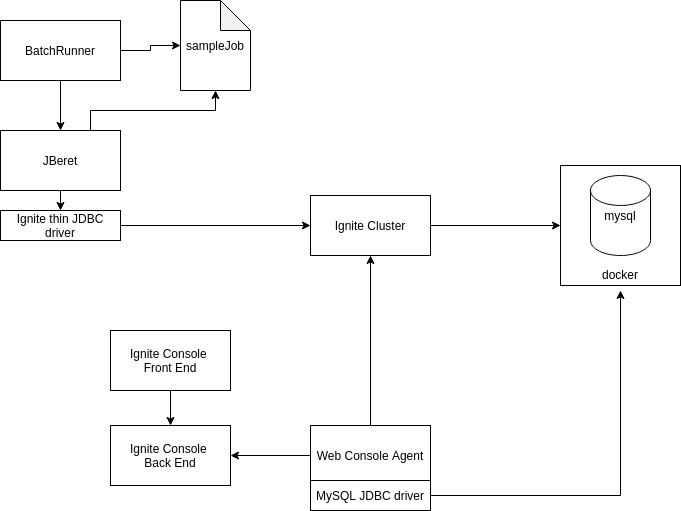 BatchRunner
sampleJob
JBeret
Ignite thin JDBC
driver
Ignite Cluster
mysql
docker
Ignite Console
Front End
Ignite Console
Back End
Web Console Agent
MySQL JDBC driver